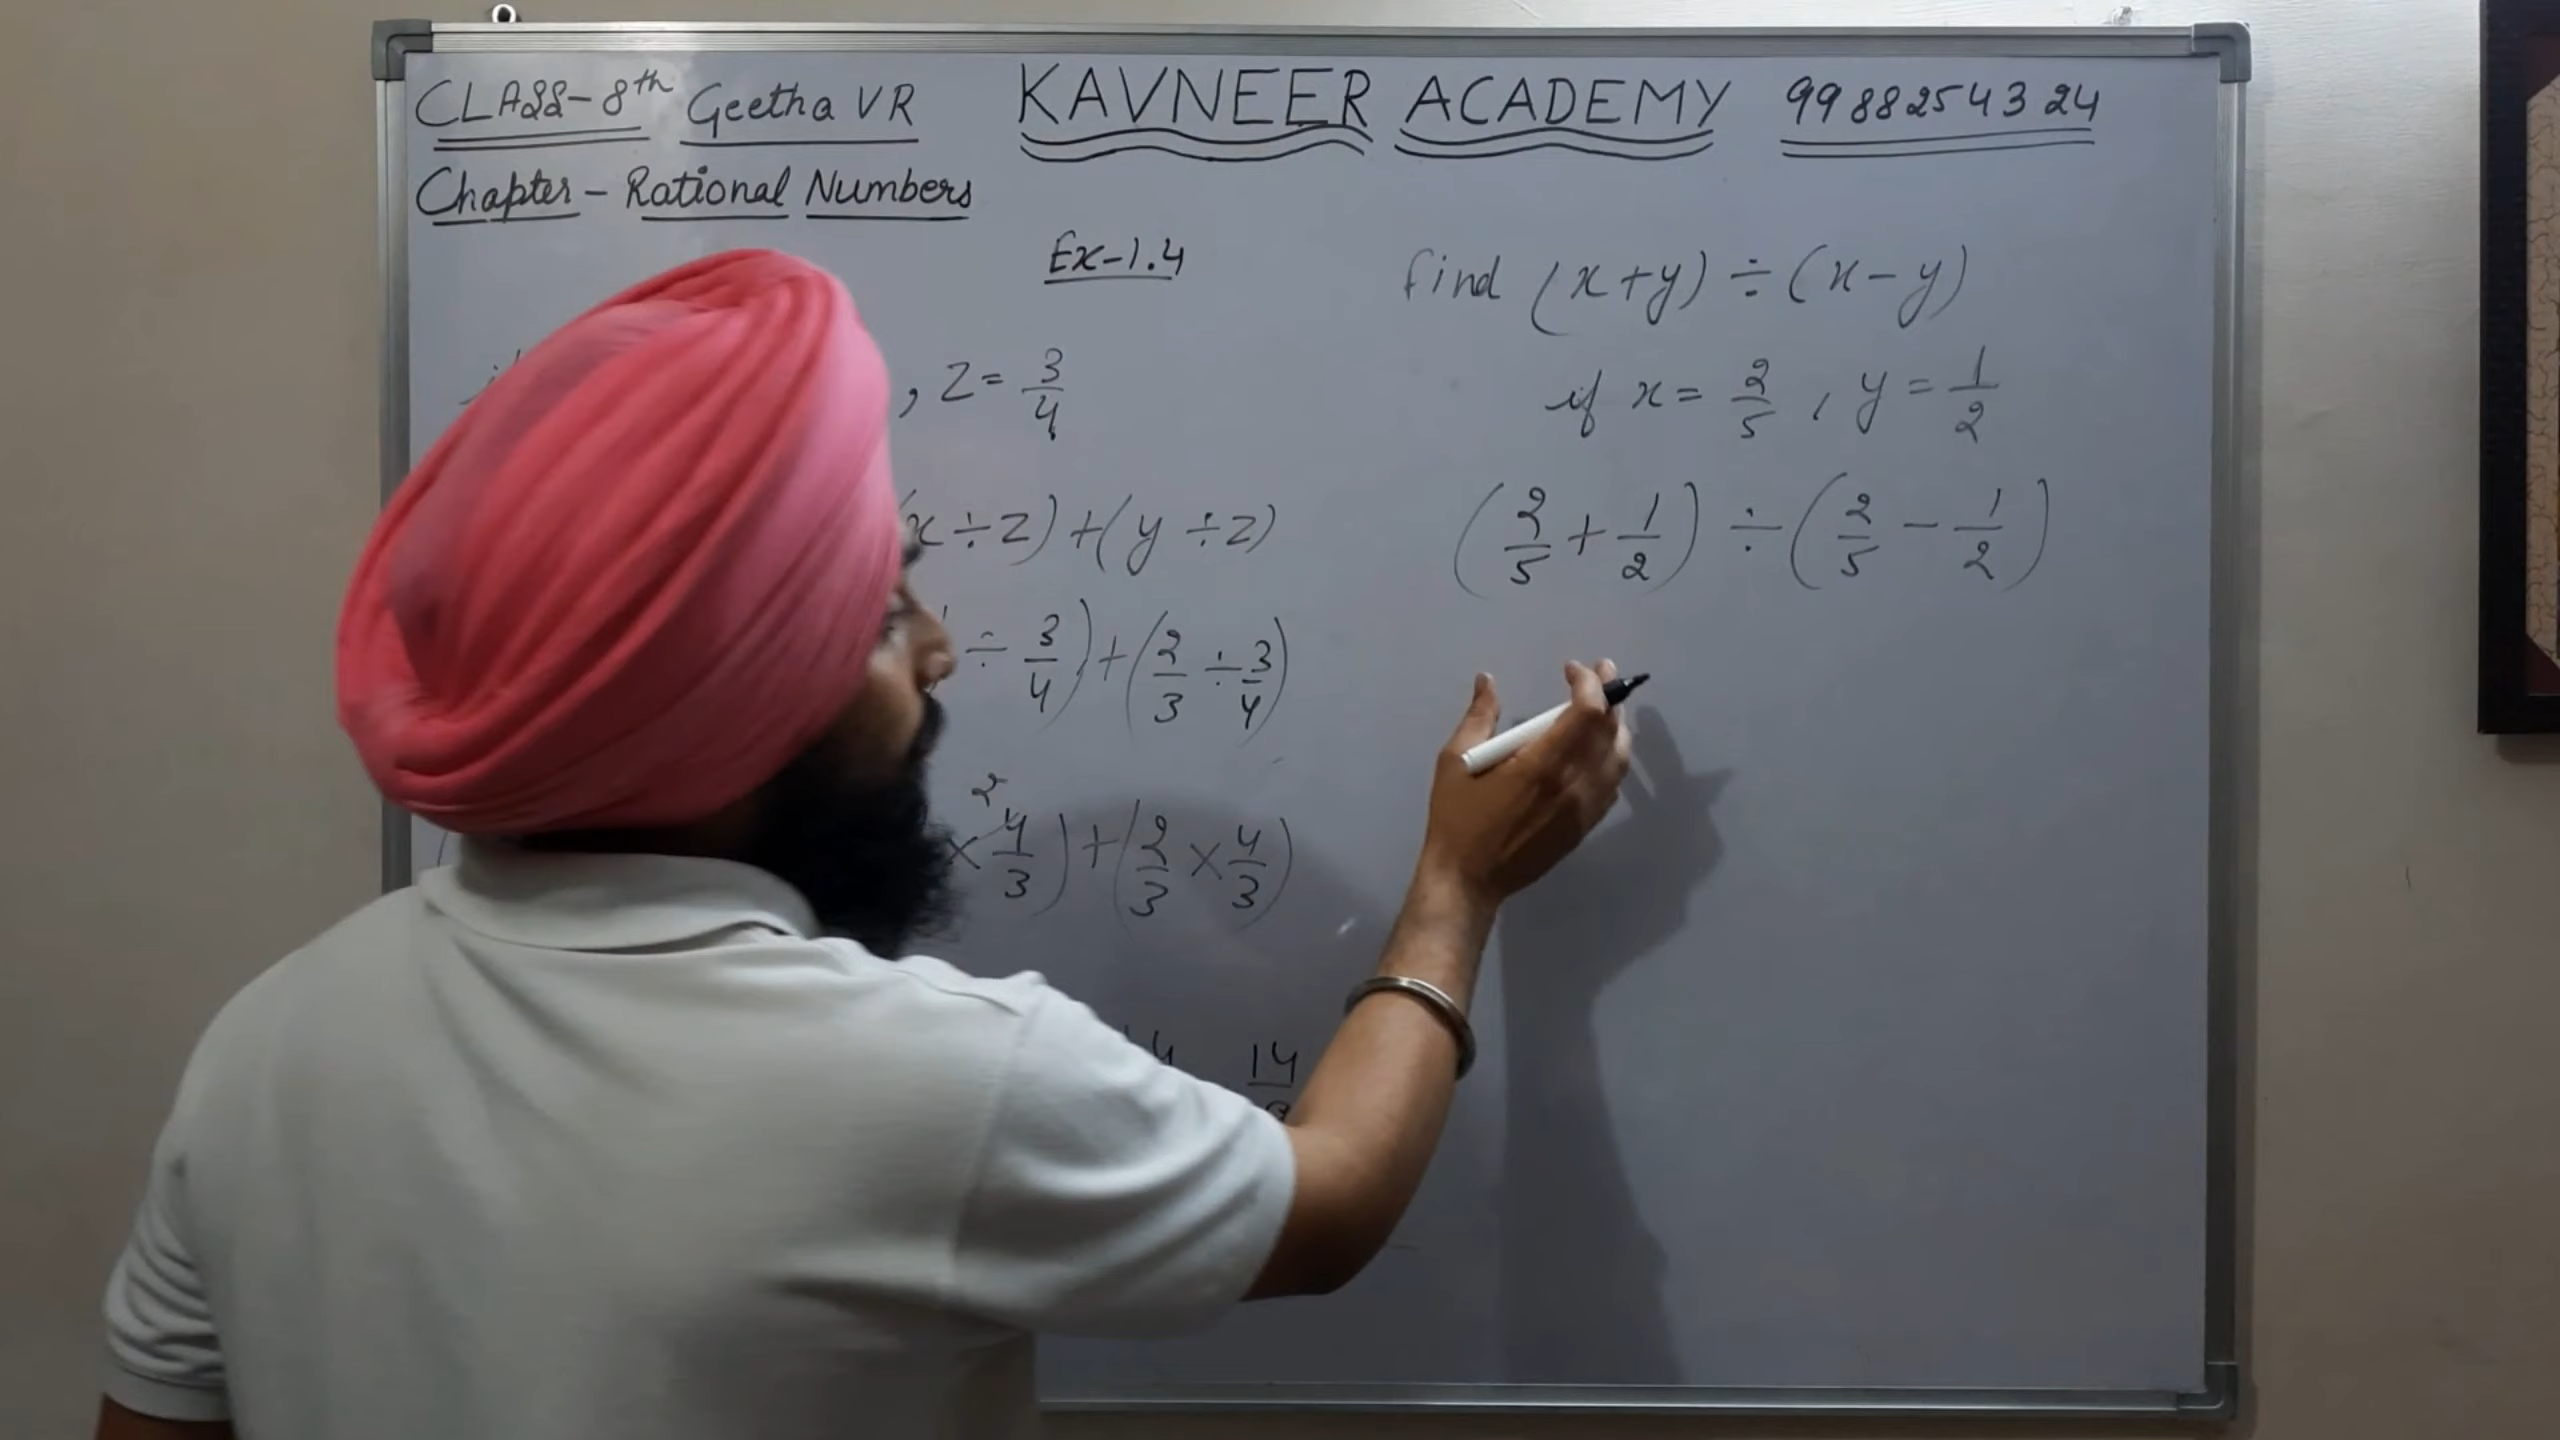 CLASS-8th Geetha VR KAVNEER ACADEMY 9988254324
Chapter - Rational Numbers
Ex-1.4
, z = 3/4
(x ÷ z) + (y ÷ z)
÷ 3/4) + (2/3 ÷ 3/4)
2
× 4/3) + (2/3 × 4/3)
14
find (x+y) ÷ (x-y)
if x = 2/5 , y = 1/2
(2/5 + 1/2) ÷ (2/5 - 1/2)